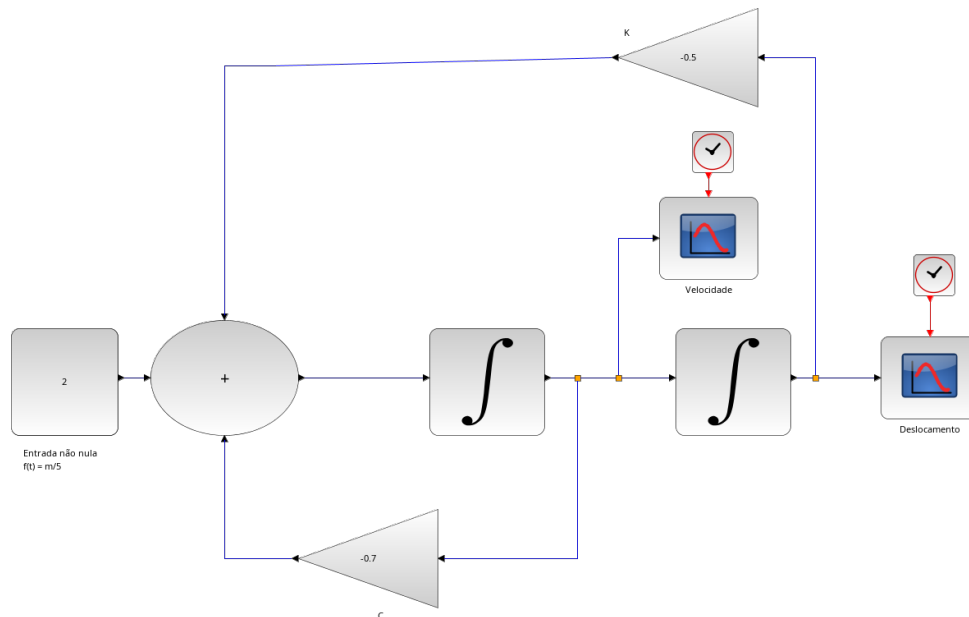 K
-0.5
Velocidade
2
+
Deslocamento
Entrada não nula
f(t) = m/5
-0.7
C